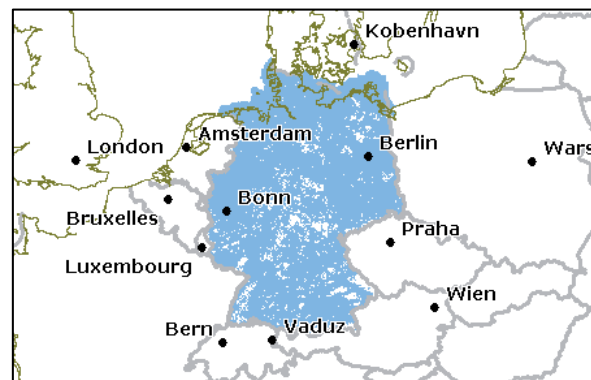 Kobenhavn
London
Amsterdam
Berlin
Wars
Bruxelles
Bonn
Praha
Luxembourg
Wien
Bern
Vaduz